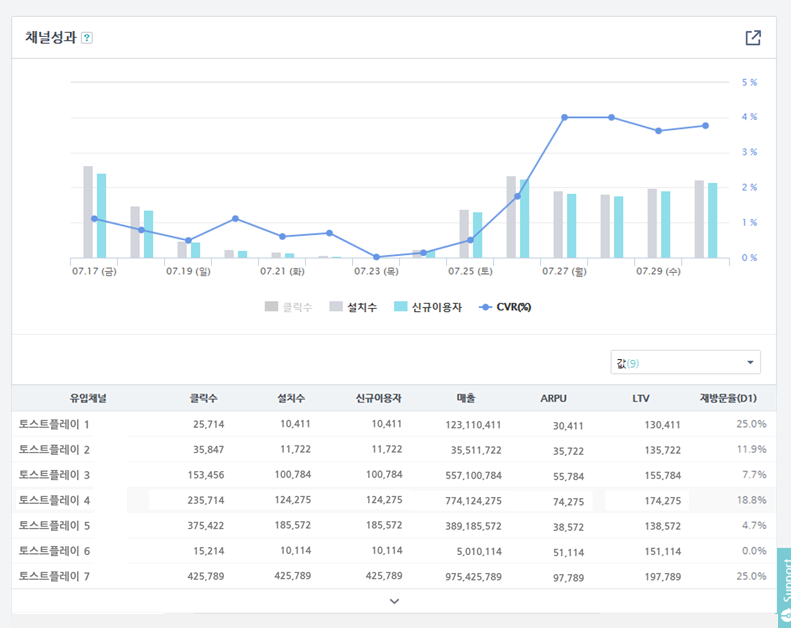 채널성과 ?
5 %
4 %
3 %
2 %
1 %
0 %
07.17 (금) 07.19 (일) 07.21 (화) 07.23 (목) 07.25 (토) 07.27 (월) 07.29 (수)
클릭수 설치수 신규이용자 CVR(%)
값(9)
유입채널 클릭수 설치수 신규이용자 매출 ARPU LTV 재방문율(D1)
토스트플레이 1 25,714 10,411 10,411 123,110,411 30,411 130,411 25.0%
토스트플레이 2 35,847 11,722 11,722 35,511,722 35,722 135,722 11.9%
토스트플레이 3 153,456 100,784 100,784 557,100,784 55,784 155,784 7.7%
토스트플레이 4 235,714 124,275 124,275 774,124,275 74,275 174,275 18.8%
토스트플레이 5 375,422 185,572 185,572 389,185,572 38,572 138,572 4.7%
토스트플레이 6 15,214 10,114 10,114 5,010,114 51,114 151,114 0.0%
토스트플레이 7 425,789 425,789 425,789 975,425,789 97,789 197,789 25.0%
Support